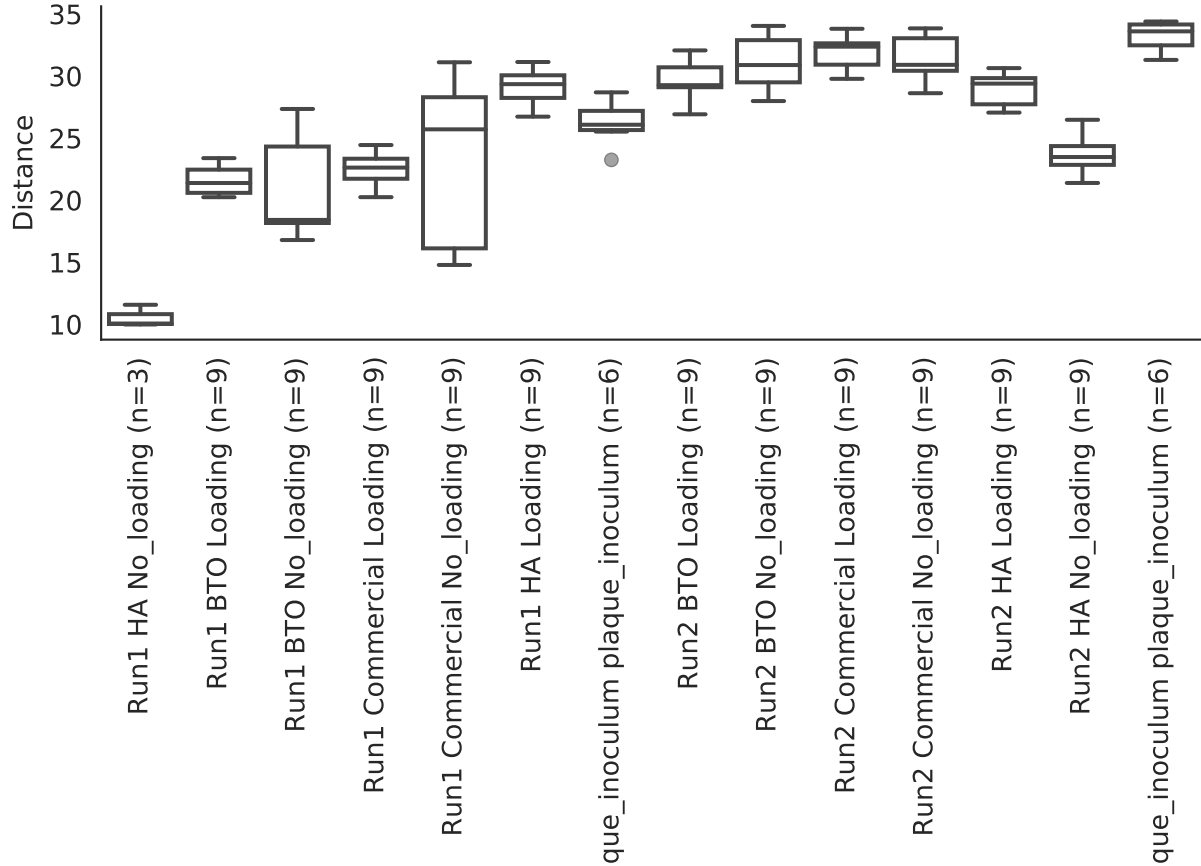 35
30
25
20
15
10
Distance
Run1 HA No_loading (n=3)
Run1 BTO Loading (n=9)
Run1 BTO No_loading (n=9)
Run1 Commercial Loading (n=9)
Run1 Commercial No_loading (n=9)
Run1 HA Loading (n=9)
que_inoculum plaque_inoculum (n=6)
Run2 BTO Loading (n=9)
Run2 BTO No_loading (n=9)
Run2 Commercial Loading (n=9)
Run2 Commercial No_loading (n=9)
Run2 HA Loading (n=9)
Run2 HA No_loading (n=9)
que_inoculum plaque_inoculum (n=6)